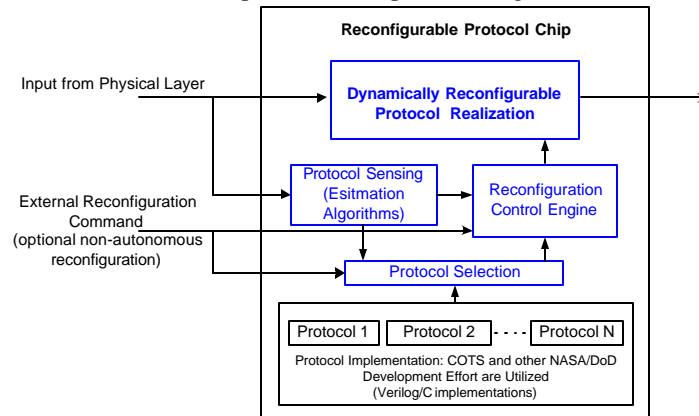 Reconfigurable Protocol Chip
Input from Physical Layer
Dynamically Reconfigurable
Protocol Realization
Protocol Sensing
(Esitmation
Algorithms)
Reconfiguration
Control Engine
External Reconfiguration
Command
(optional non-autonomous
reconfiguration)
Protocol Selection
Protocol 1
Protocol 2
- - - -
Protocol N
Protocol Implementation: COTS and other NASA/DoD
Development Effort are Utilized
(Verilog/C implementations)